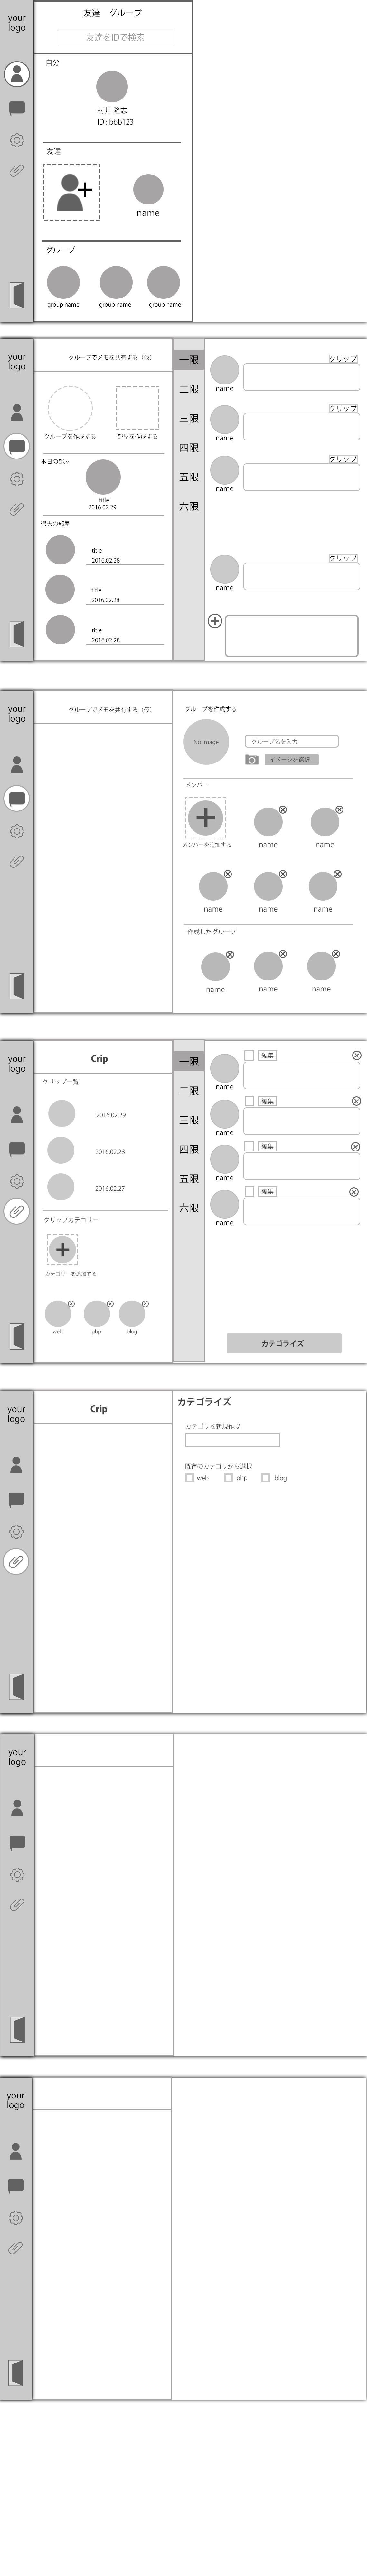 your
logo
友達　グループ
友達をIDで検索
自分
村井 隆志
ID : bbb123
友達
name
グループ
group name
group name
group name
your
logo
グループでメモを共有する（仮）
グループを作成する
部屋を作成する
本日の部屋
title
2016.02.29
過去の部屋
title
2016.02.28
title
2016.02.28
title
2016.02.28
一限
二限
三限
四限
五限
六限
クリップ
name
クリップ
name
クリップ
name
クリップ
name
your
logo
グループでメモを共有する（仮）
グループを作成する
No image
グループ名を入力
イメージを選択
メンバー
メンバーを追加する
name
name
name
name
name
作成したグループ
name
name
name
your
logo
Crip
クリップ一覧
2016.02.29
2016.02.28
2016.02.27
クリップカテゴリー
カテゴリーを追加する
web
php
blog
一限
二限
三限
四限
五限
六限
編集
name
編集
name
編集
name
編集
name
カテゴライズ
your
logo
Crip
カテゴライズ
カテゴリを新規作成
既存のカテゴリから選択
web
php
blog
your
logo
your
logo